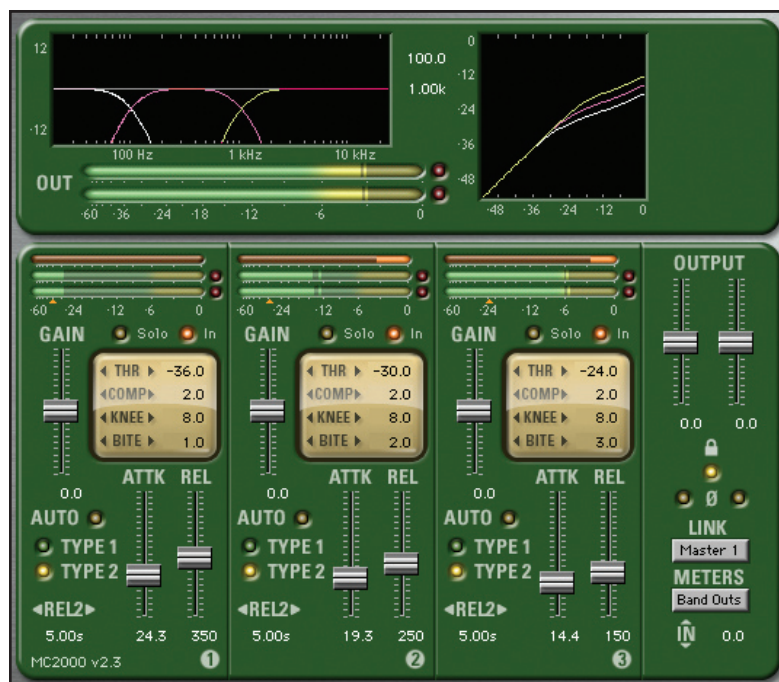 12
-12
100 Hz 1 kHz 10 kHz
100.0
1.00k
0
-12
-24
-36
-48
-48 -36 -24 -12 0
OUT
-60 -36 -24 -18 -12 -6 0
-60 -24 -12 -6 0
GAIN Solo In
THR -36.0
COMP 2.0
KNEE 8.0
BITE 1.0
0.0
ATTK REL
AUTO
TYPE 1
TYPE 2
REL2
5.00s 24.3 350
MC2000 v2.3 1
-60 -24 -12 -6 0
GAIN Solo In
THR -30.0
COMP 2.0
KNEE 8.0
BITE 2.0
0.0
ATTK REL
AUTO
TYPE 1
TYPE 2
REL2
5.00s 19.3 250
2
-60 -24 -12 -6 0
GAIN Solo In
THR -24.0
COMP 2.0
KNEE 8.0
BITE 3.0
0.0
ATTK REL
AUTO
TYPE 1
TYPE 2
REL2
5.00s 14.4 150
3
OUTPUT
0.0 0.0
Ø
LINK
Master 1
METERS
Band Outs
IN 0.0